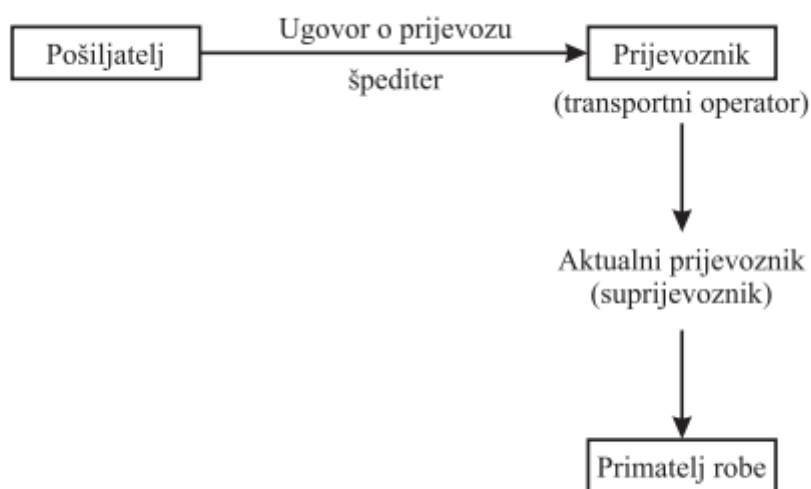 Ugovor o prijevozu
Pošiljatelj
Prijevoznik
špediter
(transportni operator)
Aktualni prijevoznik
(suprijevoznik)
Primatelj robe